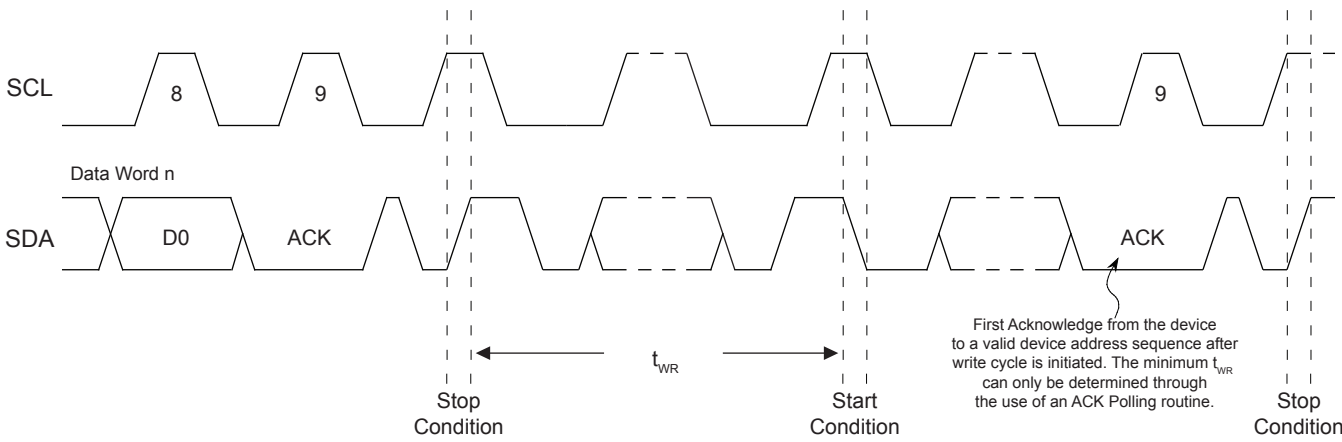 SCL
8
9
9
Data Word n
SDA
D0
ACK
ACK
First Acknowledge from the device
to a valid device address sequence after
write cycle is initiated. The minimum tWR
can only be determined through
the use of an ACK Polling routine.
tWR
Stop
Condition
Start
Condition
Stop
Condition